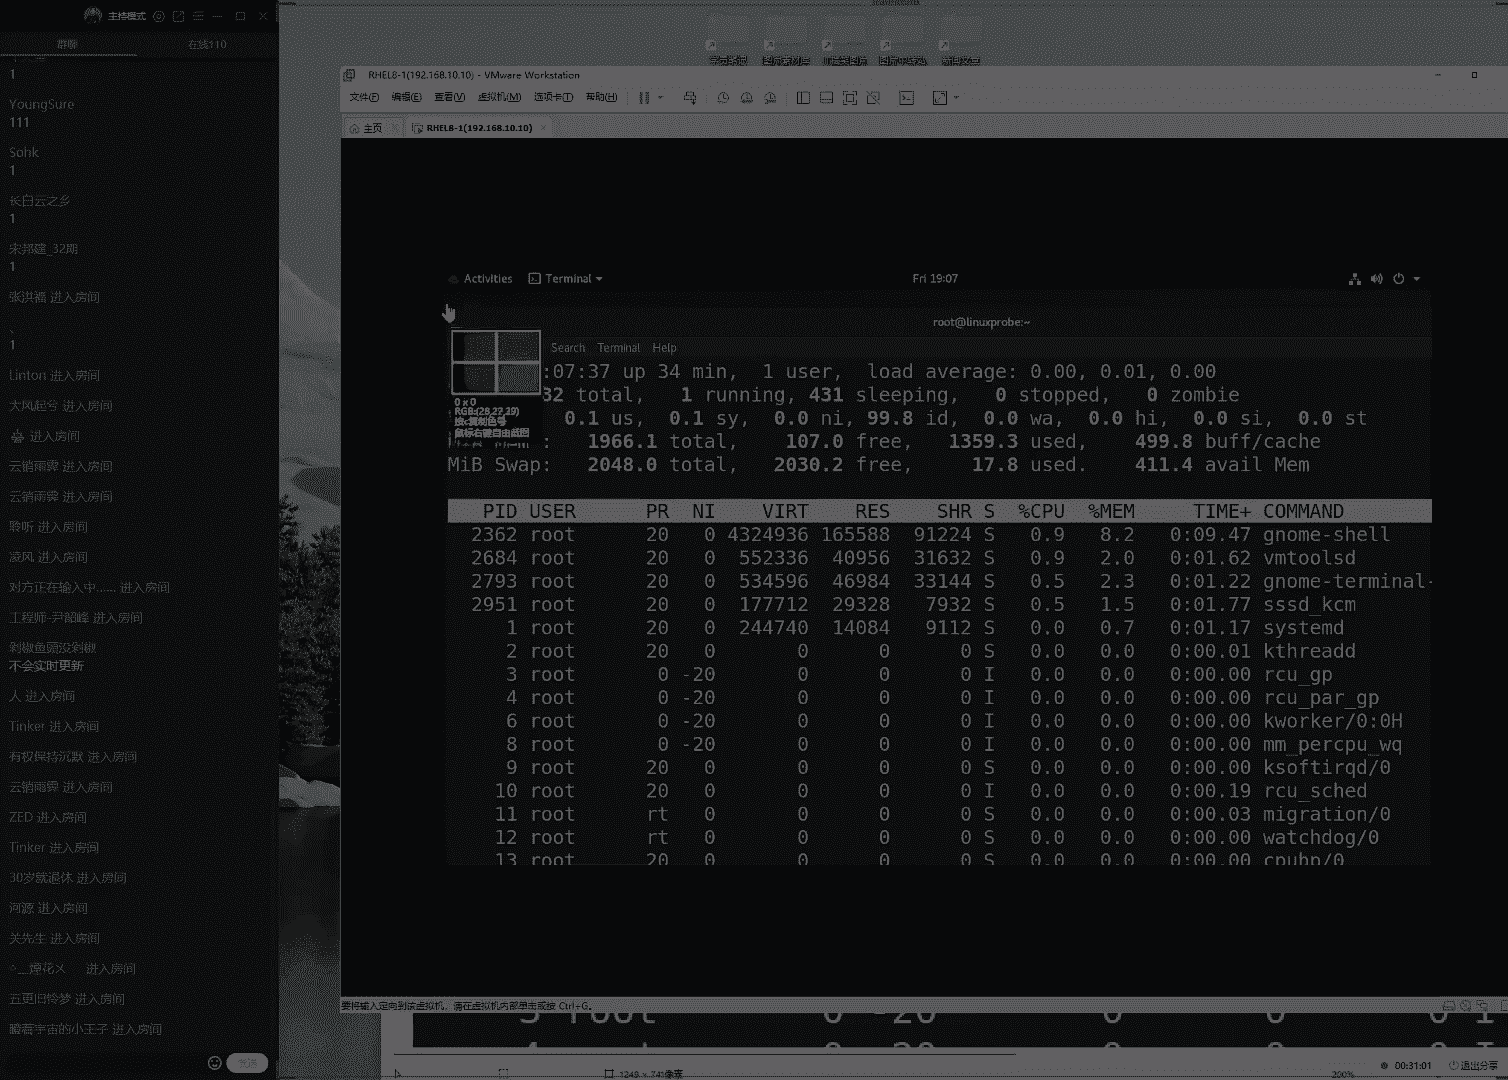 主持模式
群聊
在线110
1
YoungSure
111
Sohk
1
长白云之乡
1
宋邦建_32期
1
张洪福 进入房间
、
1
Linton 进入房间
大风起兮 进入房间
进入房间
云销雨霁 进入房间
云销雨霁 进入房间
聆听 进入房间
凌风 进入房间
对方正在输入中...... 进入房间
工程师-尹韶峰 进入房间
剁椒鱼头没剁椒
不会实时更新
人 进入房间
Tinker 进入房间
有权保持沉默 进入房间
云销雨霁 进入房间
ZED 进入房间
Tinker 进入房间
30岁就退休 进入房间
河源 进入房间
关先生 进入房间
进入房间
五更旧怜梦 进入房间
瞻着宇宙的小王子 进入房间
RHEL8-1(192.168.10.10) - VMware Workstation
文件(F) 编辑(E) 查看(V) 虚拟机(M) 选项卡(T) 帮助(H)
主页 RHEL8-1(192.168.10.10)
Activities Terminal Fri 19:07
root@linuxprobe:~
Search Terminal Help
:07:37 up 34 min, 1 user, load average: 0.00, 0.01, 0.00
32 total, 1 running, 431 sleeping, 0 stopped, 0 zombie
0.1 us, 0.1 sy, 0.0 ni, 99.8 id, 0.0 wa, 0.0 hi, 0.0 si, 0.0 st
: 1966.1 total, 107.0 free, 1359.3 used, 499.8 buff/cache
MiB Swap: 2048.0 total, 2030.2 free, 17.8 used. 411.4 avail Mem
0 x 0
RGB:(28,27,29)
按c复制色号
鼠标右键自由截图
PID USER PR NI VIRT RES SHR S %CPU %MEM TIME+ COMMAND
2362 root 20 0 4324936 165588 91224 S 0.9 8.2 0:09.47 gnome-shell
2684 root 20 0 552336 40956 31632 S 0.9 2.0 0:01.62 vmtoolsd
2793 root 20 0 534596 46984 33144 S 0.5 2.3 0:01.22 gnome-terminal-
2951 root 20 0 177712 29328 7932 S 0.5 1.5 0:01.77 sssd_kcm
1 root 20 0 244740 14084 9112 S 0.0 0.7 0:01.17 systemd
2 root 20 0 0 0 0 S 0.0 0.0 0:00.01 kthreadd
3 root 0 -20 0 0 0 I 0.0 0.0 0:00.00 rcu_gp
4 root 0 -20 0 0 0 I 0.0 0.0 0:00.00 rcu_par_gp
6 root 0 -20 0 0 0 I 0.0 0.0 0:00.00 kworker/0:0H
8 root 0 -20 0 0 0 I 0.0 0.0 0:00.00 mm_percpu_wq
9 root 20 0 0 0 0 S 0.0 0.0 0:00.00 ksoftirqd/0
10 root 20 0 0 0 0 I 0.0 0.0 0:00.19 rcu_sched
11 root rt 0 0 0 0 S 0.0 0.0 0:00.03 migration/0
12 root rt 0 0 0 0 S 0.0 0.0 0:00.00 watchdog/0
13 root 20 0 0 0 0 S 0.0 0.0 0:00.00 cpuhp/0
要将输入定向到该虚拟机，请在虚拟机内部单击或按 Ctrl+G。
3 root 0 -20 0 0 0 I
1249 × 741像素
200%
00:31:01
退出分享